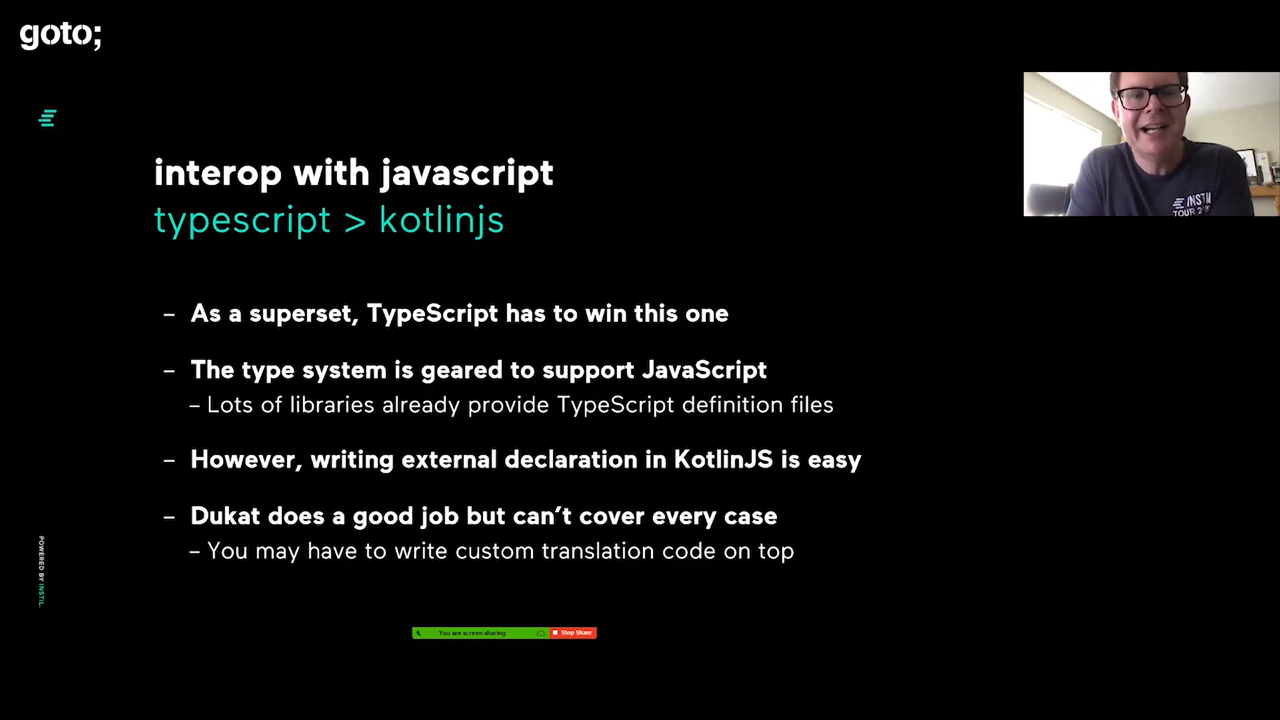 goto;
interop with javascript
typescript > kotlinjs
– As a superset, TypeScript has to win this one
– The type system is geared to support JavaScript
– Lots of libraries already provide TypeScript definition files
– However, writing external declaration in KotlinJS is easy
– Dukat does a good job but can't cover every case
– You may have to write custom translation code on top
POWERED BY INSTIL.
You are screen sharing
Stop Share